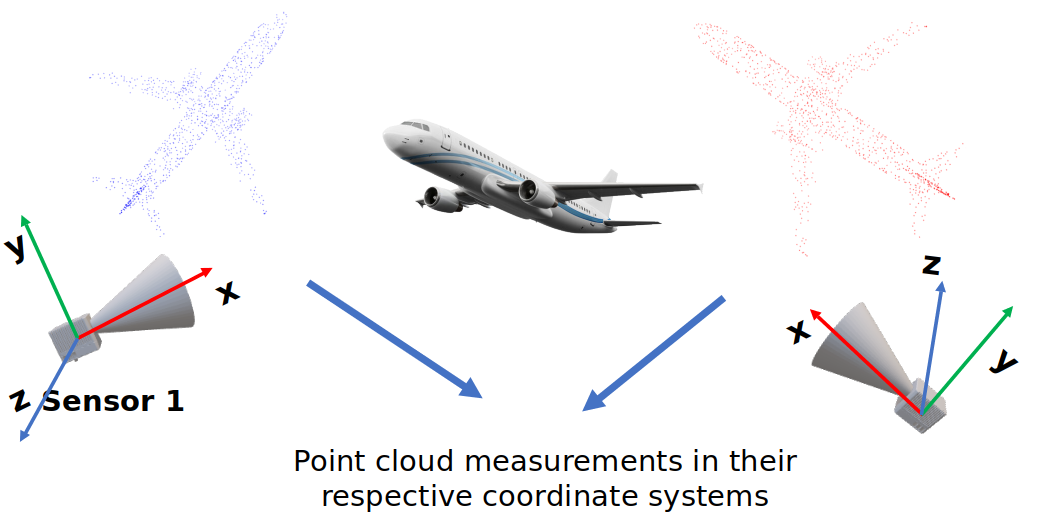 y
x
z
Sensor 1
z
x
y
Point cloud measurements in their
respective coordinate systems